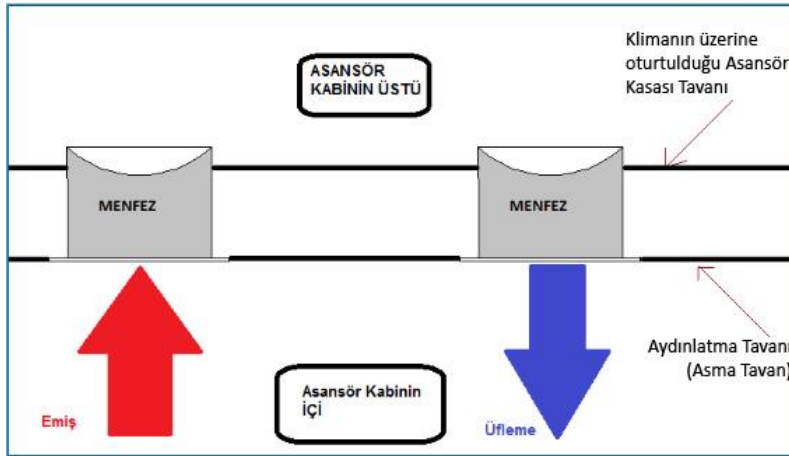 Klimanın üzerine
oturtulduğu Asansör
Kasası Tavanı
ASANSÖR
KABİNİN ÜSTÜ
MENFEZ
MENFEZ
Aydınlatma Tavanı
(Asma Tavan)
Asansör Kabinin
İÇİ
Emiş
Üfleme